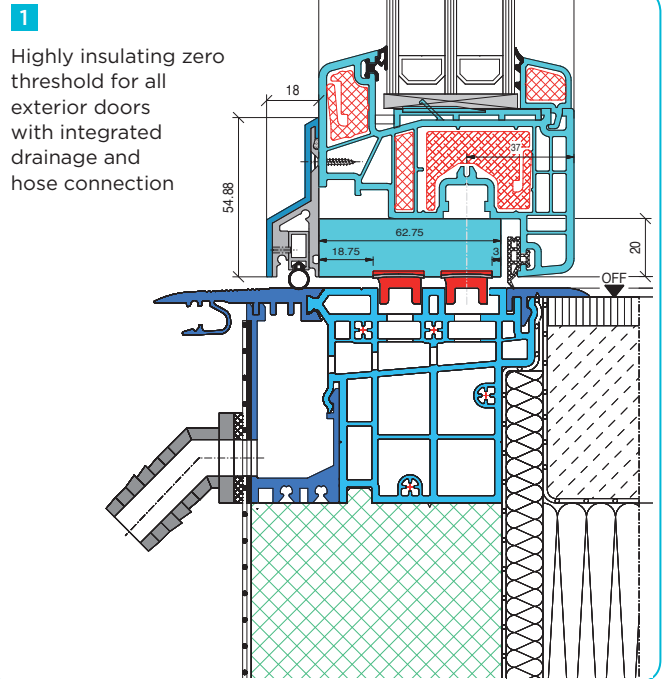 1
Highly insulating zero
threshold for all
exterior doors
with integrated
drainage and
hose connection
18
37
54.88
62.75
18.75
3
20
OFF